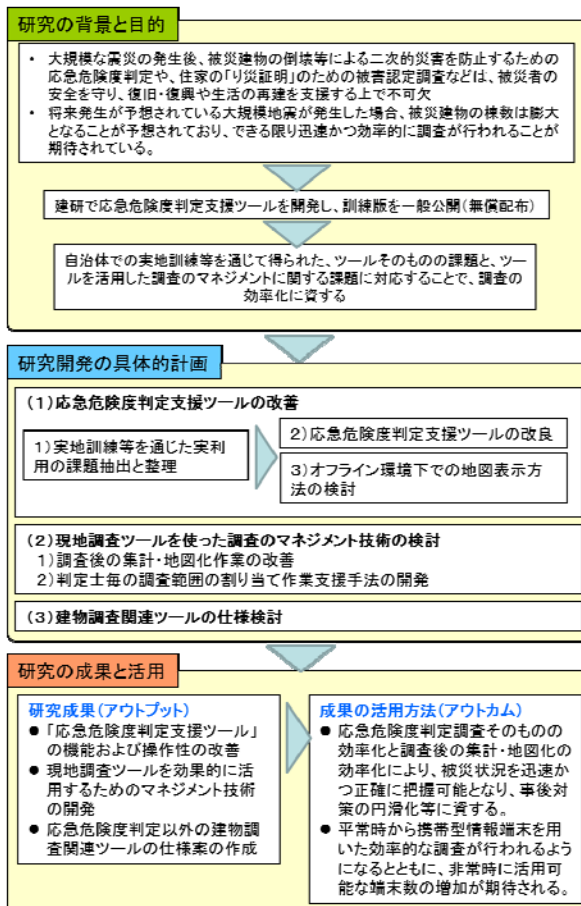 研究の背景と目的
・ 大規模な震災の発生後、被災建物の倒壊等による二次的災害を防止するための
応急危険度判定や、住家の「り災証明」のための被害認定調査などは、被災者の
安全を守り、復旧・復興や生活の再建を支援する上で不可欠
・ 将来発生が予想されている大規模地震が発生した場合、被災建物の棟数は膨大
となることが予想されており、できる限り迅速かつ効率的に調査が行われることが
期待されている。
建研で応急危険度判定支援ツールを開発し、訓練版を一般公開(無償配布)
自治体での実地訓練等を通じて得られた、ツールそのものの課題と、ツー
ルを活用した調査のマネジメントに関する課題に対応することで、調査の
効率化に資する
研究開発の具体的計画
(1)応急危険度判定支援ツールの改善
1)実地訓練等を通じた実利
用の課題抽出と整理
2)応急危険度判定支援ツールの改良
3)オフライン環境下での地図表示方
法の検討
(2)現地調査ツールを使った調査のマネジメント技術の検討
1)調査後の集計・地図化作業の改善
2)判定士毎の調査範囲の割り当て作業支援手法の開発
(3)建物調査関連ツールの仕様検討
研究の成果と活用
研究成果(アウトプット)
● 「応急危険度判定支援ツール」
の機能および操作性の改善
● 現地調査ツールを効果的に活
用するためのマネジメント技術
の開発
● 応急危険度判定以外の建物調
査関連ツールの仕様案の作成
成果の活用方法(アウトカム)
● 応急危険度判定調査そのものの
効率化と調査後の集計・地図化の
効率化により、被災状況を迅速か
つ正確に把握可能となり、事後対
策の円滑化等に資する。
● 平常時から携帯型情報端末を用
いた効率的な調査が行われるよう
になるとともに、非常時に活用可
能な端末数の増加が期待される。